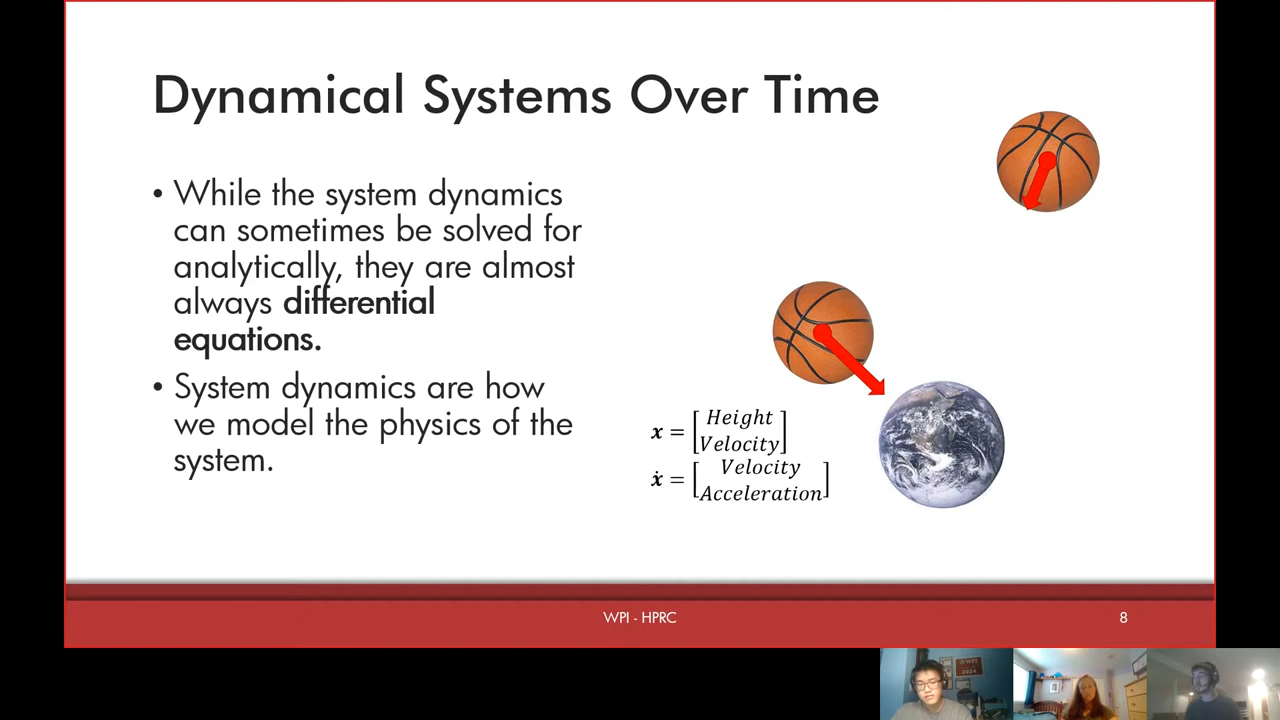 Dynamical Systems Over Time
• While the system dynamics
can sometimes be solved for
analytically, they are almost
always differential
equations.
• System dynamics are how
we model the physics of the
system.
x = [Height
Velocity]
ẋ = [Velocity
Acceleration]
WPI - HPRC
8
WPI
2024